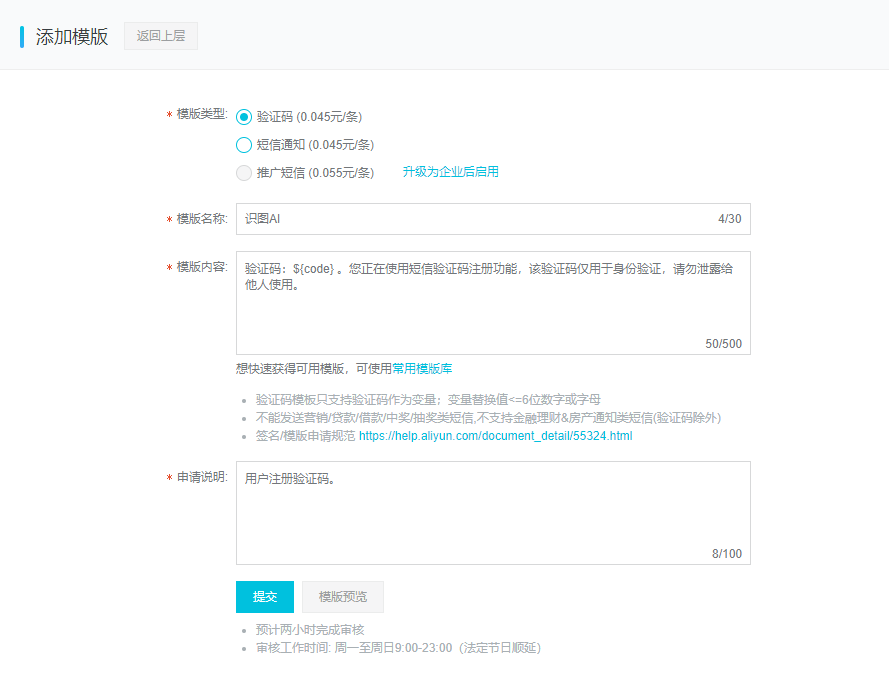 添加模版 返回上层
* 模版类型: 验证码 (0.045元/条)
短信通知 (0.045元/条)
推广短信 (0.055元/条) 升级为企业后启用
* 模版名称: 识图AI 4/30
* 模版内容: 验证码：${code} 。您正在使用短信验证码注册功能，该验证码仅用于身份验证，请勿泄露给
他人使用。
50/500
想快速获得可用模版，可使用常用模版库
验证码模板只支持验证码作为变量；变量替换值<=6位数字或字母
不能发送营销/贷款/借款/中奖/抽奖类短信,不支持金融理财&房产通知类短信(验证码除外)
签名/模版申请规范 https://help.aliyun.com/document_detail/55324.html
* 申请说明: 用户注册验证码。
8/100
提交 模版预览
预计两小时完成审核
审核工作时间: 周一至周日9:00-23:00（法定节日顺延）